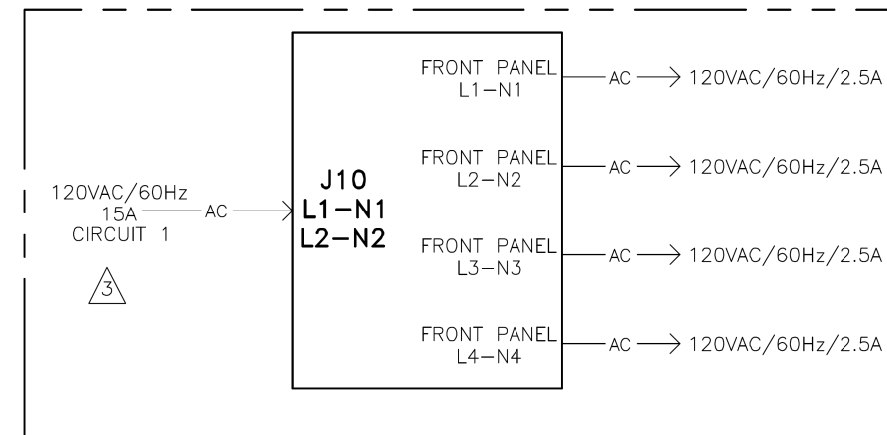 120VAC/60Hz
15A
CIRCUIT 1
AC
3
J10
L1-N1
L2-N2
FRONT PANEL
L1-N1
AC
120VAC/60Hz/2.5A
FRONT PANEL
L2-N2
AC
120VAC/60Hz/2.5A
FRONT PANEL
L3-N3
AC
120VAC/60Hz/2.5A
FRONT PANEL
L4-N4
AC
120VAC/60Hz/2.5A